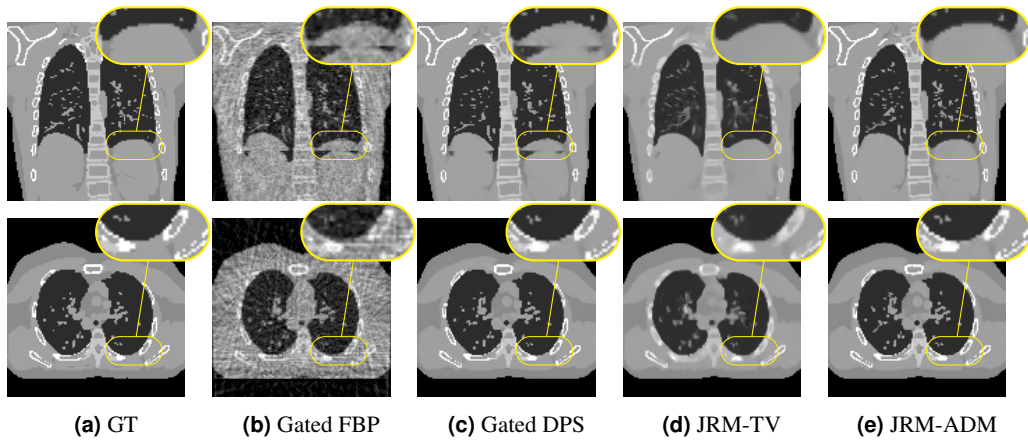 (a) GT
(b) Gated FBP
(c) Gated DPS
(d) JRM-TV
(e) JRM-ADM